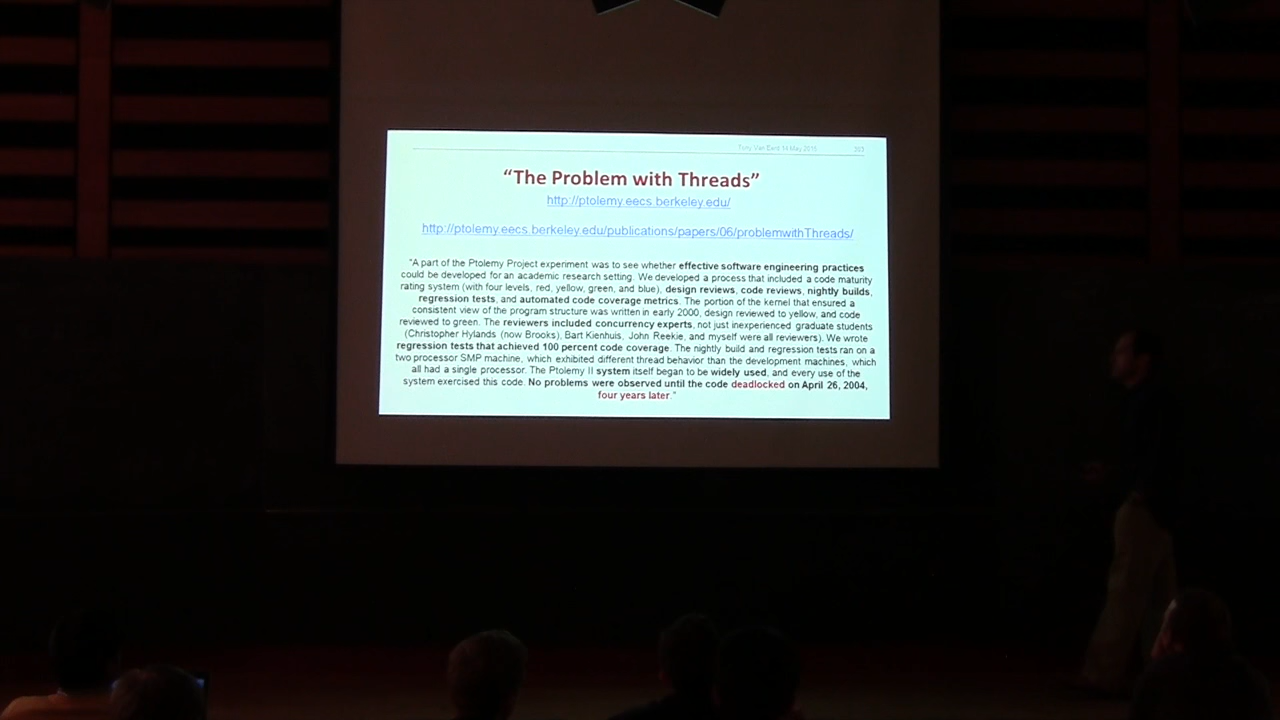 Tony Van Eerd 14 May 2015 303
“The Problem with Threads”
http://ptolemy.eecs.berkeley.edu/
http://ptolemy.eecs.berkeley.edu/publications/papers/06/problemwithThreads/
"A part of the Ptolemy Project experiment was to see whether effective software engineering practices
could be developed for an academic research setting. We developed a process that included a code maturity
rating system (with four levels, red, yellow, green, and blue), design reviews, code reviews, nightly builds,
regression tests, and automated code coverage metrics. The portion of the kernel that ensured a
consistent view of the program structure was written in early 2000, design reviewed to yellow, and code
reviewed to green. The reviewers included concurrency experts, not just inexperienced graduate students
(Christopher Hylands (now Brooks), Bart Kienhuis, John Reekie, and myself were all reviewers). We wrote
regression tests that achieved 100 percent code coverage. The nightly build and regression tests ran on a
two processor SMP machine, which exhibited different thread behavior than the development machines, which
all had a single processor. The Ptolemy II system itself began to be widely used, and every use of the
system exercised this code. No problems were observed until the code deadlocked on April 26, 2004,
four years later."